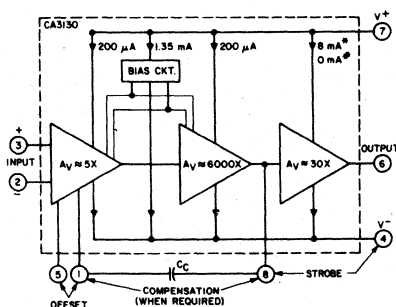 CA3130
V+
7
200 μA
1.35 mA
200 μA
8 mA*
0 mA#
BIAS CKT.
+
3
INPUT
2
−
AV ≈ 5X
AV ≈ 6000X
AV ≈ 30X
OUTPUT
6
V−
4
5
1
CC
8
STROBE
OFFSET
COMPENSATION
(WHEN REQUIRED)